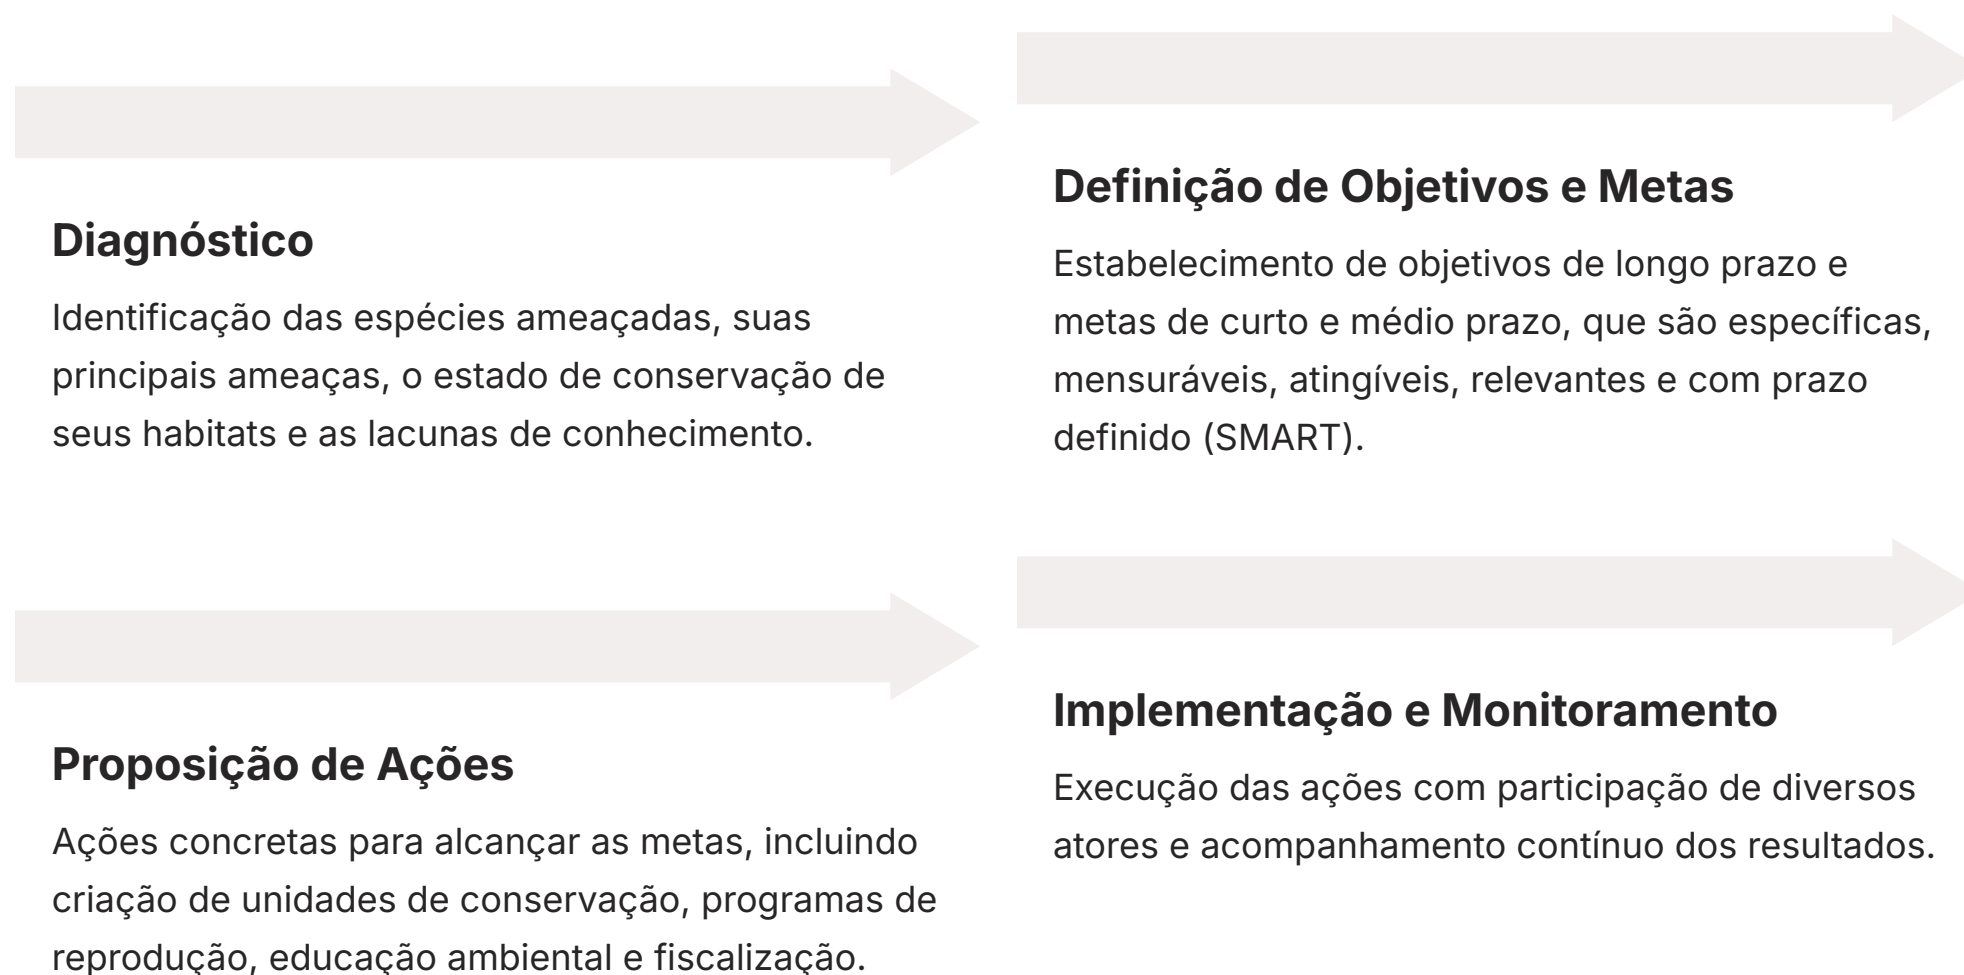 Diagnóstico
Identificação das espécies ameaçadas, suas
principais ameaças, o estado de conservação de
seus habitats e as lacunas de conhecimento.
Definição de Objetivos e Metas
Estabelecimento de objetivos de longo prazo e
metas de curto e médio prazo, que são específicas,
mensuráveis, atingíveis, relevantes e com prazo
definido (SMART).
Proposição de Ações
Ações concretas para alcançar as metas, incluindo
criação de unidades de conservação, programas de
reprodução, educação ambiental e fiscalização.
Implementação e Monitoramento
Execução das ações com participação de diversos
atores e acompanhamento contínuo dos resultados.